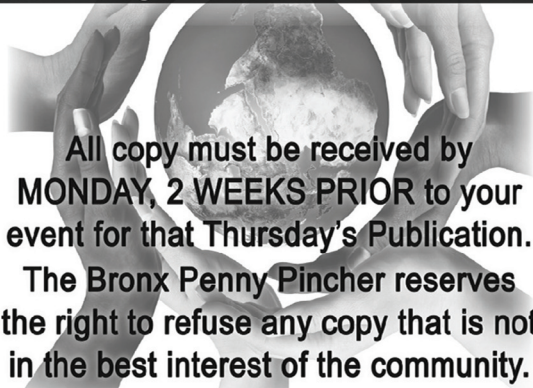 All copy must be received by
MONDAY, 2 WEEKS PRIOR to your
event for that Thursday's Publication.
The Bronx Penny Pincher reserves
the right to refuse any copy that is not
in the best interest of the community.